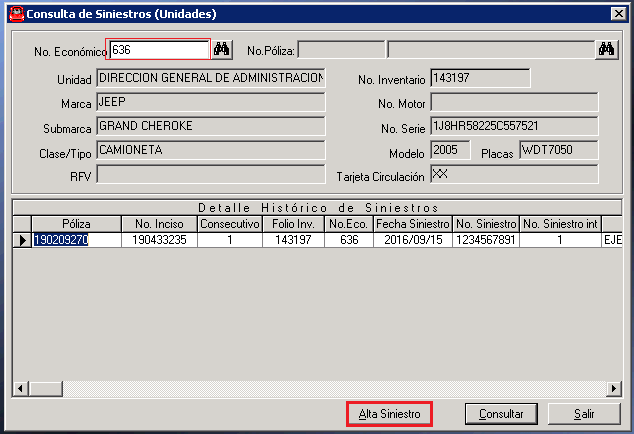 Consulta de Siniestros (Unidades)
No. Económico 636 No.Póliza:
Unidad DIRECCION GENERAL DE ADMINISTRACION No. Inventario 143197
Marca JEEP No. Motor
Submarca GRAND CHEROKE No. Serie 1J8HR58225C557521
Clase/Tipo CAMIONETA Modelo 2005 Placas WDT7050
RFV Tarjeta Circulación XX
Detalle Histórico de Siniestros
Póliza No. Inciso Consecutivo Folio Inv. No.Eco. Fecha Siniestro No. Siniestro No. Siniestro int
190209270 190433235 1 143197 636 2016/09/15 1234567891 1 EJE
Alta Siniestro Consultar Salir